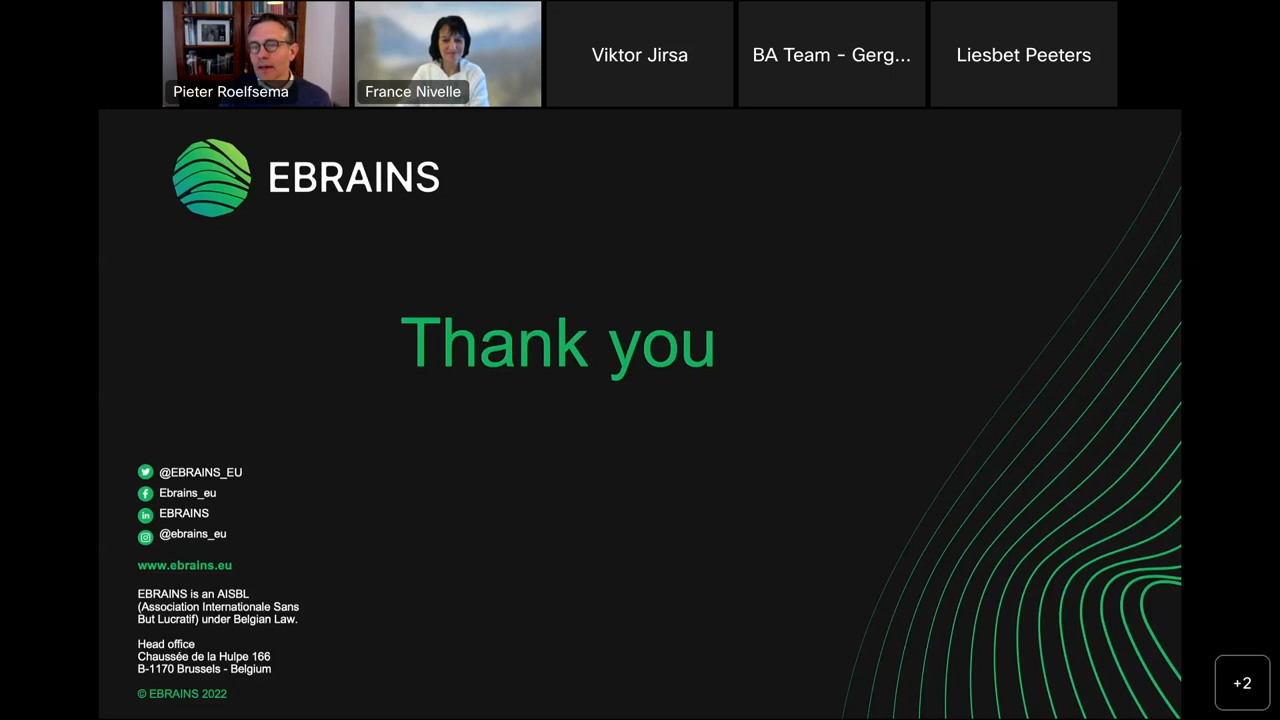 Pieter Roelfsema
France Nivelle
Viktor Jirsa
BA Team - Gerg...
Liesbet Peeters
EBRAINS
Thank you
@EBRAINS_EU
Ebrains_eu
EBRAINS
@ebrains_eu
www.ebrains.eu
EBRAINS is an AISBL
(Association Internationale Sans
But Lucratif) under Belgian Law.
Head office
Chaussée de la Hulpe 166
B-1170 Brussels - Belgium
© EBRAINS 2022
+2